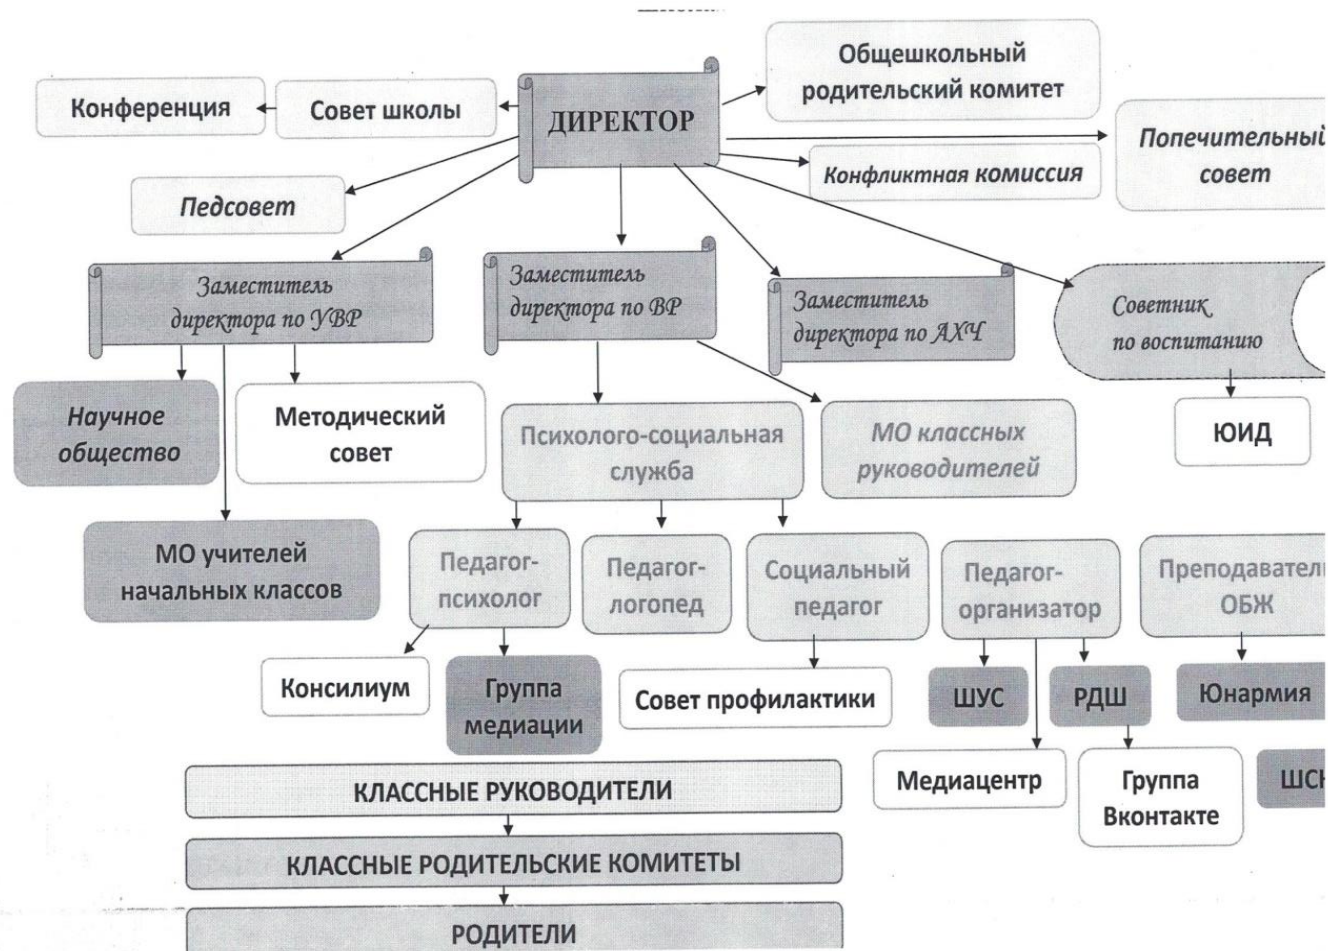 Общешкольный
родительский комитет
Конференция
Совет школы
ДИРЕКТОР
Попечительный
совет
Конфликтная комиссия
Педсовет
Заместитель
директора по УВР
Заместитель
директора по ВР
Заместитель
директора по АХЧ
Советник
по воспитанию
Научное
общество
Методический
совет
Психолого-социальная
служба
МО классных
руководителей
ЮИД
МО учителей
начальных классов
Педагог-
психолог
Педагог-
логопед
Социальный
педагог
Педагог-
организатор
Преподаватель
ОБЖ
Консилиум
Группа
медиации
Совет профилактики
ШУС
РДШ
Юнармия
Медиацентр
Группа
Вконтакте
КЛАССНЫЕ РУКОВОДИТЕЛИ
КЛАССНЫЕ РОДИТЕЛЬСКИЕ КОМИТЕТЫ
РОДИТЕЛИ